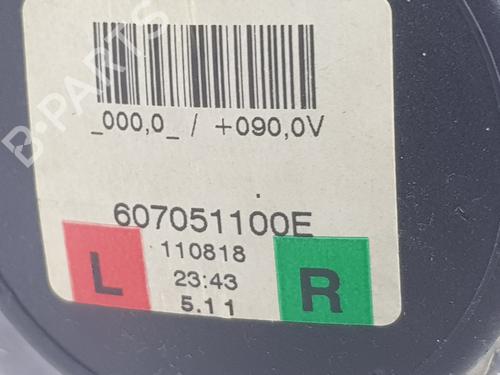 _000,0_ / +090,0V
607051100E
110818
L
23:43
R
5.11
B-PARTS